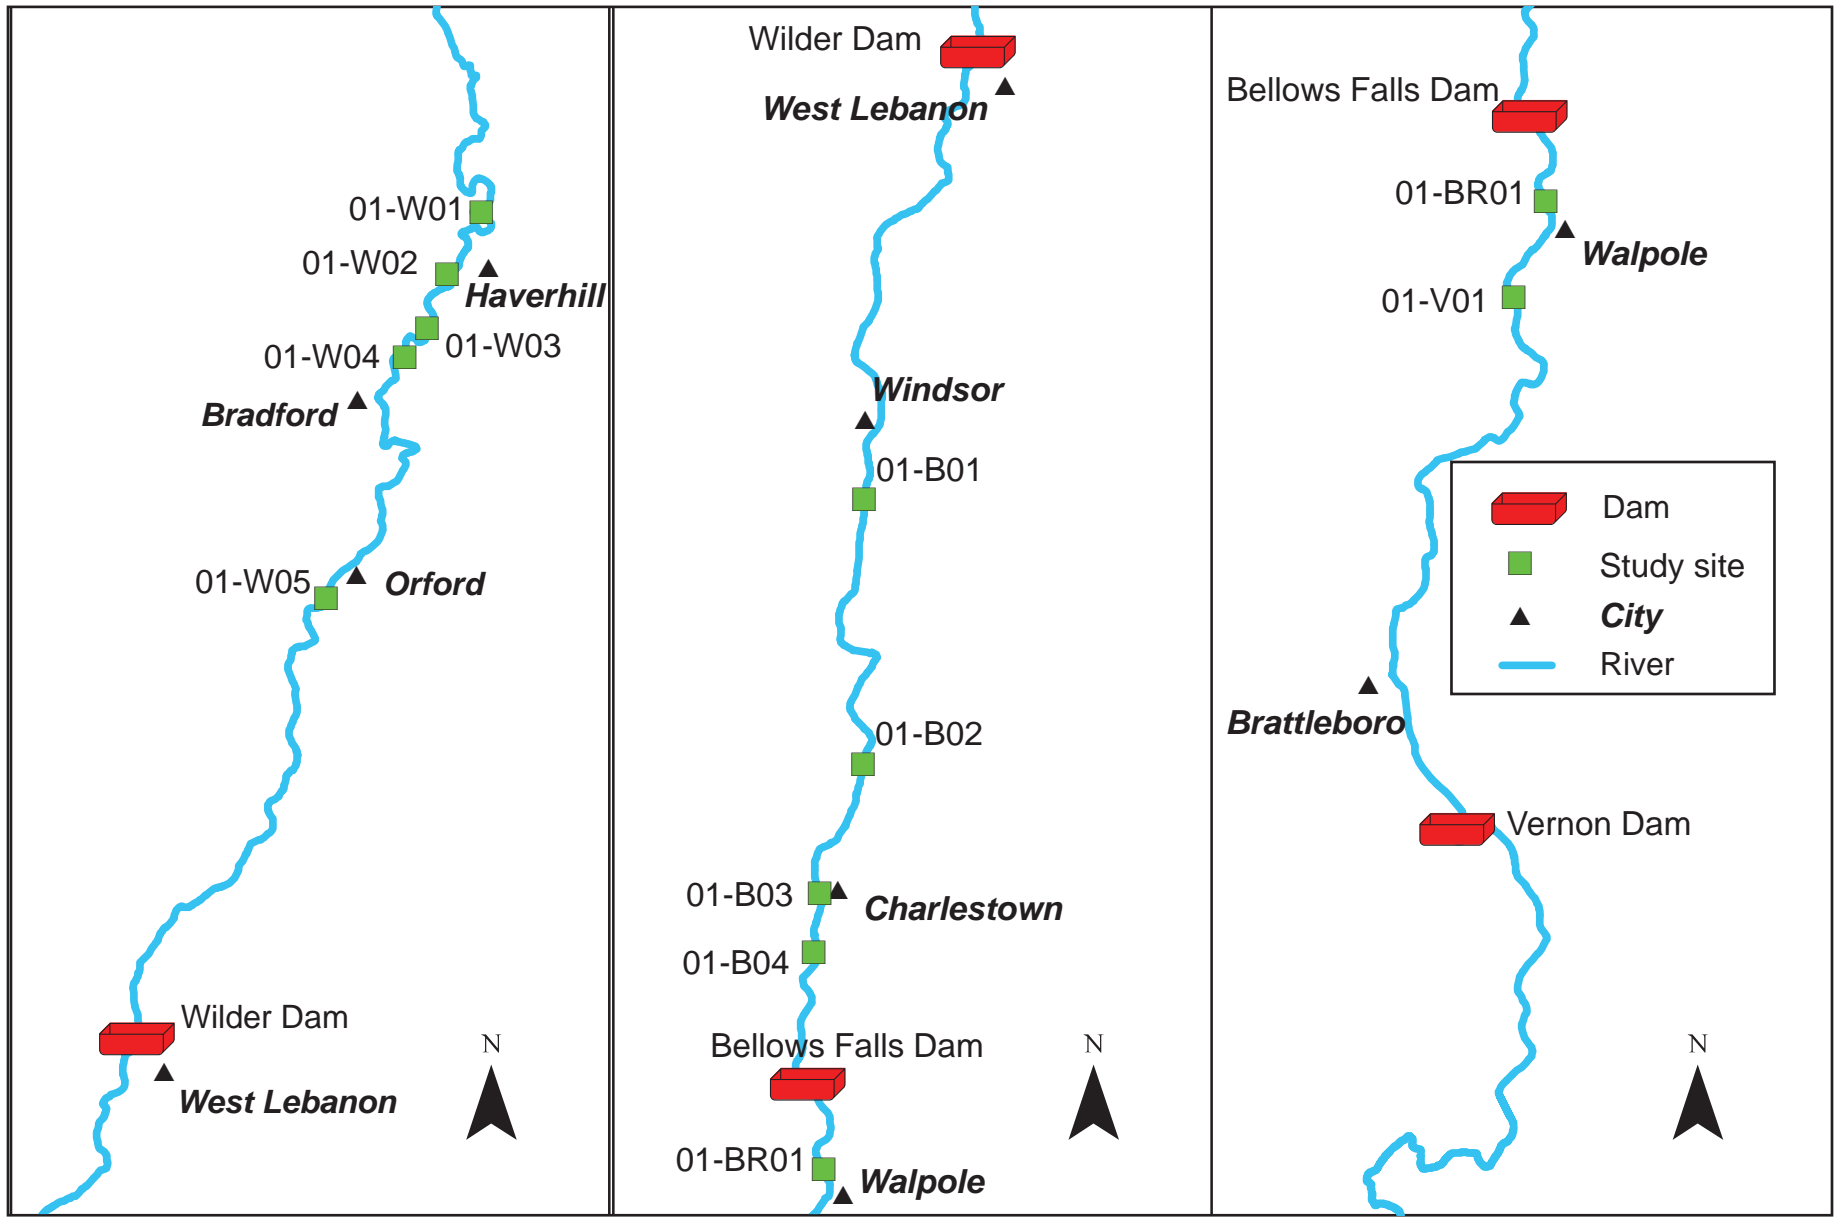 01-W01
01-W02
Haverhill
01-W03
01-W04
Bradford
01-W05
Orford
Wilder Dam
West Lebanon
N
Wilder Dam
West Lebanon
Windsor
01-B01
01-B02
01-B03
Charlestown
01-B04
Bellows Falls Dam
N
01-BR01
Walpole
Bellows Falls Dam
01-BR01
Walpole
01-V01
Dam
Study site
City
River
Brattleboro
Vernon Dam
N